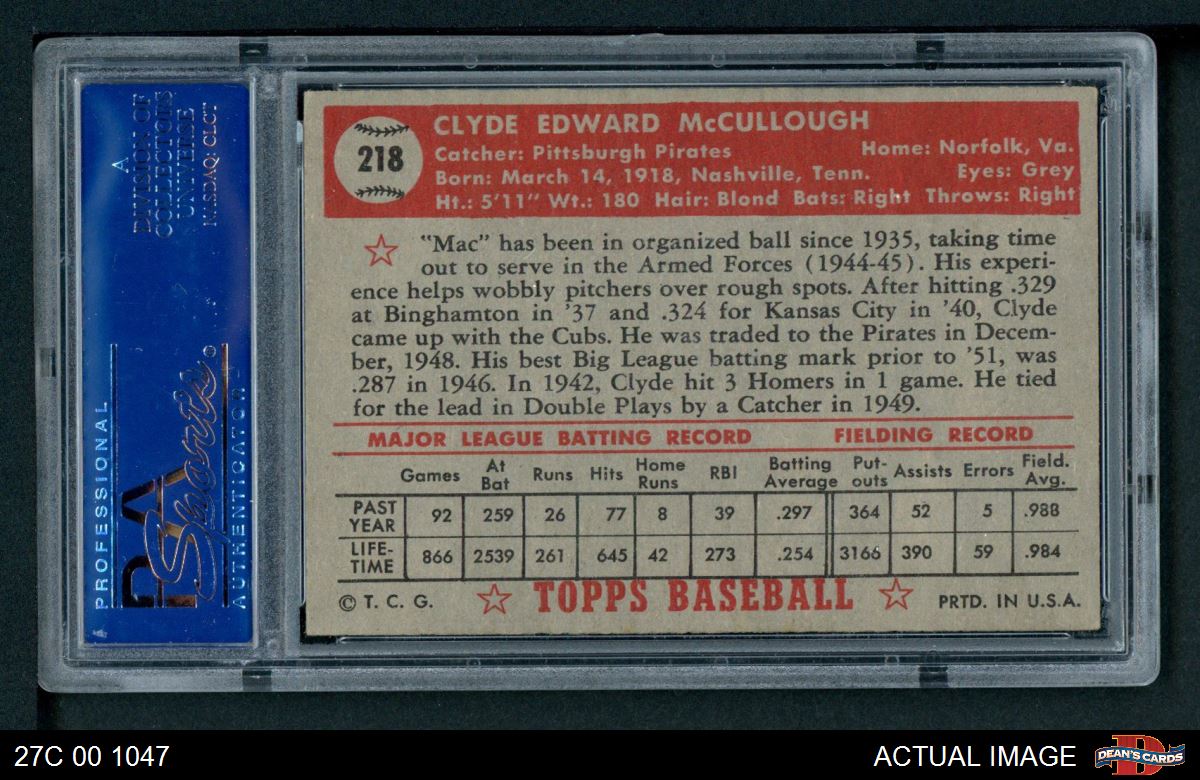 A
DIVISION OF
COLLECTORS
UNIVERSE
NASDAQ: CLCT
PROFESSIONAL
PSA
Sports
AUTHENTICATOR
218
CLYDE EDWARD McCULLOUGH
Catcher: Pittsburgh Pirates Home: Norfolk, Va.
Born: March 14, 1918, Nashville, Tenn. Eyes: Grey
Ht.: 5'11" Wt.: 180 Hair: Blond Bats: Right Throws: Right
"Mac" has been in organized ball since 1935, taking time
out to serve in the Armed Forces (1944-45). His experi-
ence helps wobbly pitchers over rough spots. After hitting .329
at Binghamton in '37 and .324 for Kansas City in '40, Clyde
came up with the Cubs. He was traded to the Pirates in Decem-
ber, 1948. His best Big League batting mark prior to '51, was
.287 in 1946. In 1942, Clyde hit 3 Homers in 1 game. He tied
for the lead in Double Plays by a Catcher in 1949.
MAJOR LEAGUE BATTING RECORD FIELDING RECORD
Games At Bat Runs Hits Home Runs RBI Batting Average Put-outs Assists Errors Field. Avg.
PAST YEAR 92 259 26 77 8 39 .297 364 52 5 .988
LIFE-TIME 866 2539 261 645 42 273 .254 3166 390 59 .984
© T. C. G. TOPPS BASEBALL PRTD. IN U.S.A.
27C 00 1047 ACTUAL IMAGE DEAN'S CARDS